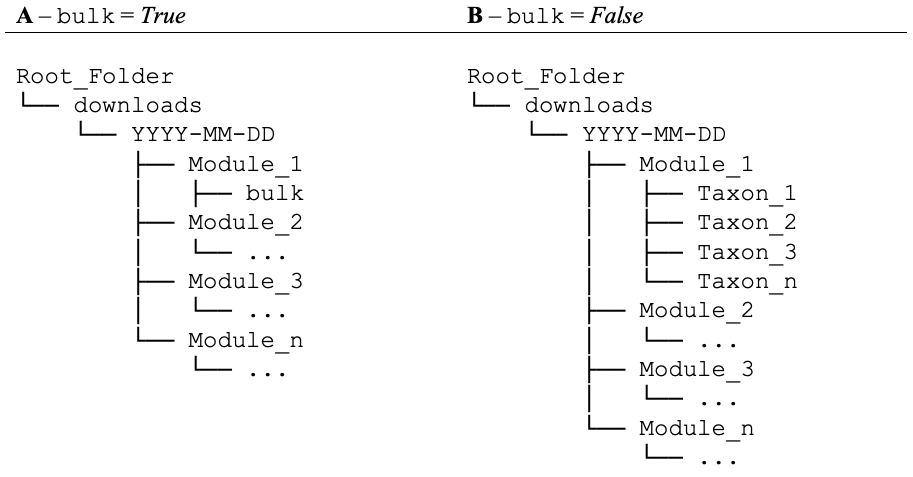 A – bulk = True
Root_Folder
└── downloads
    └── YYYY-MM-DD
        ├── Module_1
        │   ├── bulk
        ├── Module_2
        │   └── ...
        ├── Module_3
        │   └── ...
        └── Module_n
            └── ...
B – bulk = False
Root_Folder
└── downloads
    └── YYYY-MM-DD
        ├── Module_1
        │   ├── Taxon_1
        │   ├── Taxon_2
        │   ├── Taxon_3
        │   └── Taxon_n
        ├── Module_2
        │   └── ...
        ├── Module_3
        │   └── ...
        └── Module_n
            └── ...